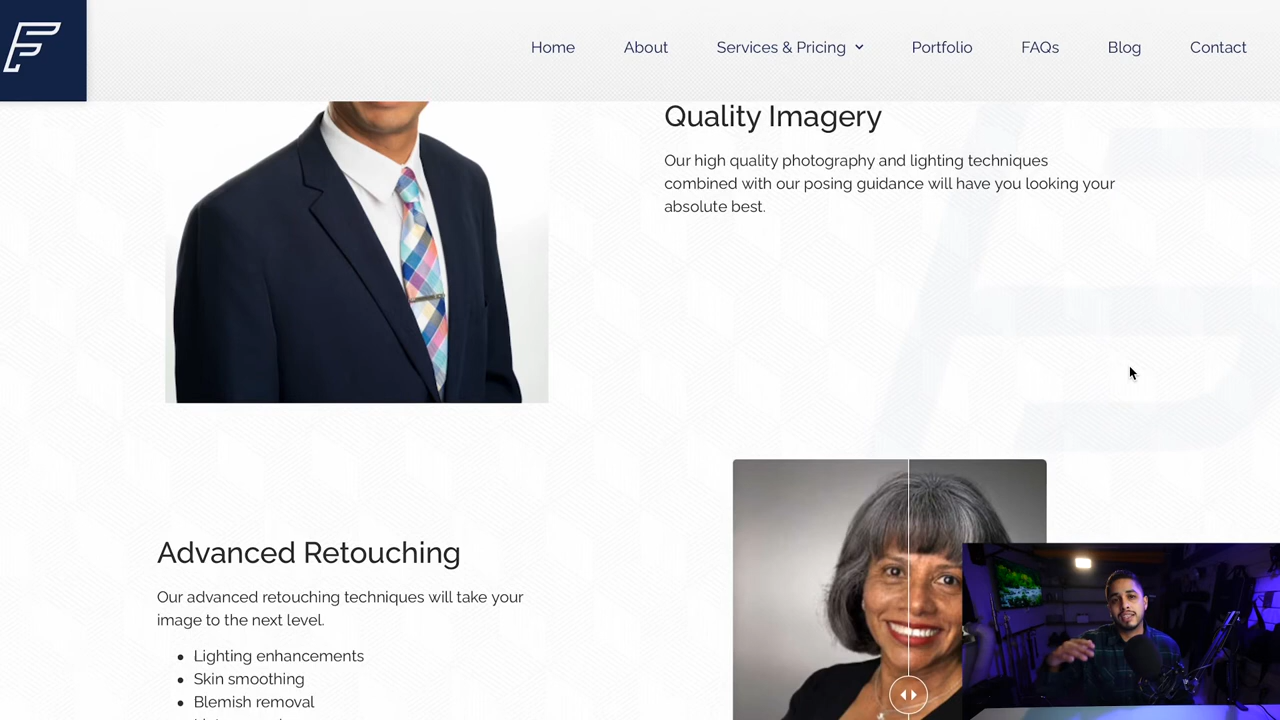 F
Home About Services & Pricing Portfolio FAQs Blog Contact
Quality Imagery
Our high quality photography and lighting techniques
combined with our posing guidance will have you looking your
absolute best.
Advanced Retouching
Our advanced retouching techniques will take your
image to the next level.
• Lighting enhancements
• Skin smoothing
• Blemish removal